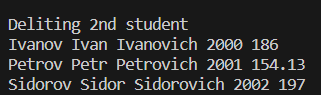 Deliting 2nd student
Ivanov Ivan Ivanovich 2000 186
Petrov Petr Petrovich 2001 154.13
Sidorov Sidor Sidorovich 2002 197